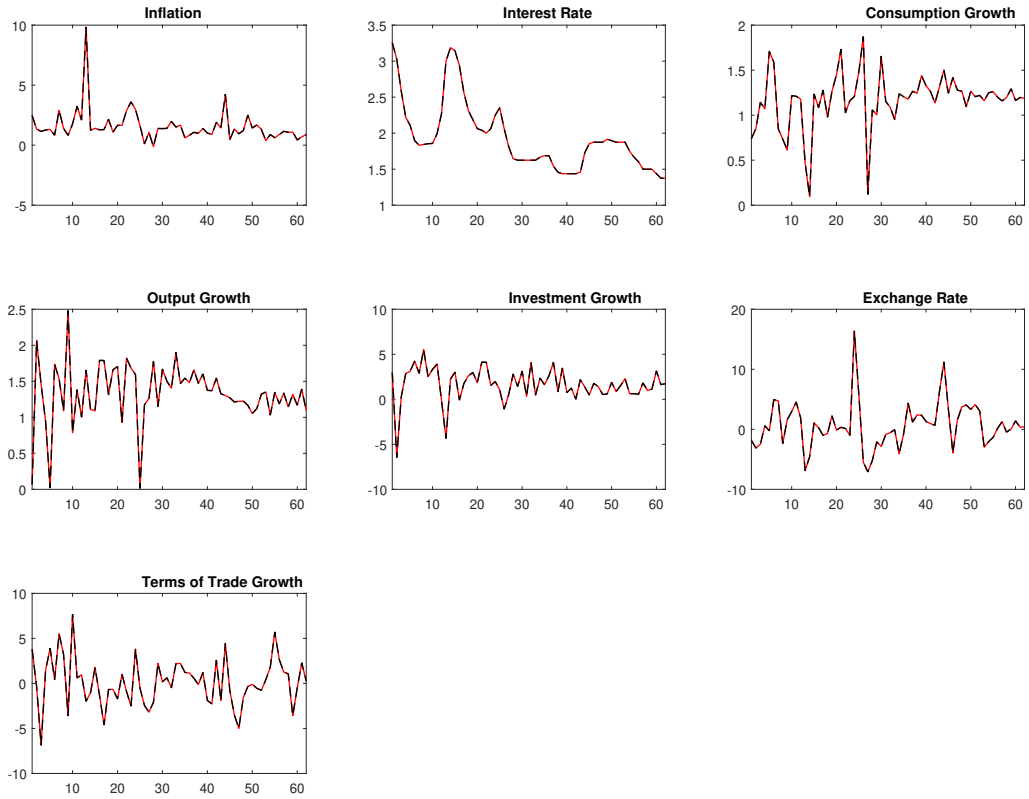 Inflation
10
5
0
-5
10 20 30 40 50 60
Interest Rate
3.5
3
2.5
2
1.5
1
10 20 30 40 50 60
Consumption Growth
2
1.5
1
0.5
0
10 20 30 40 50 60
Output Growth
2.5
2
1.5
1
0.5
0
10 20 30 40 50 60
Investment Growth
10
5
0
-5
-10
10 20 30 40 50 60
Exchange Rate
20
10
0
-10
10 20 30 40 50 60
Terms of Trade Growth
10
5
0
-5
-10
10 20 30 40 50 60